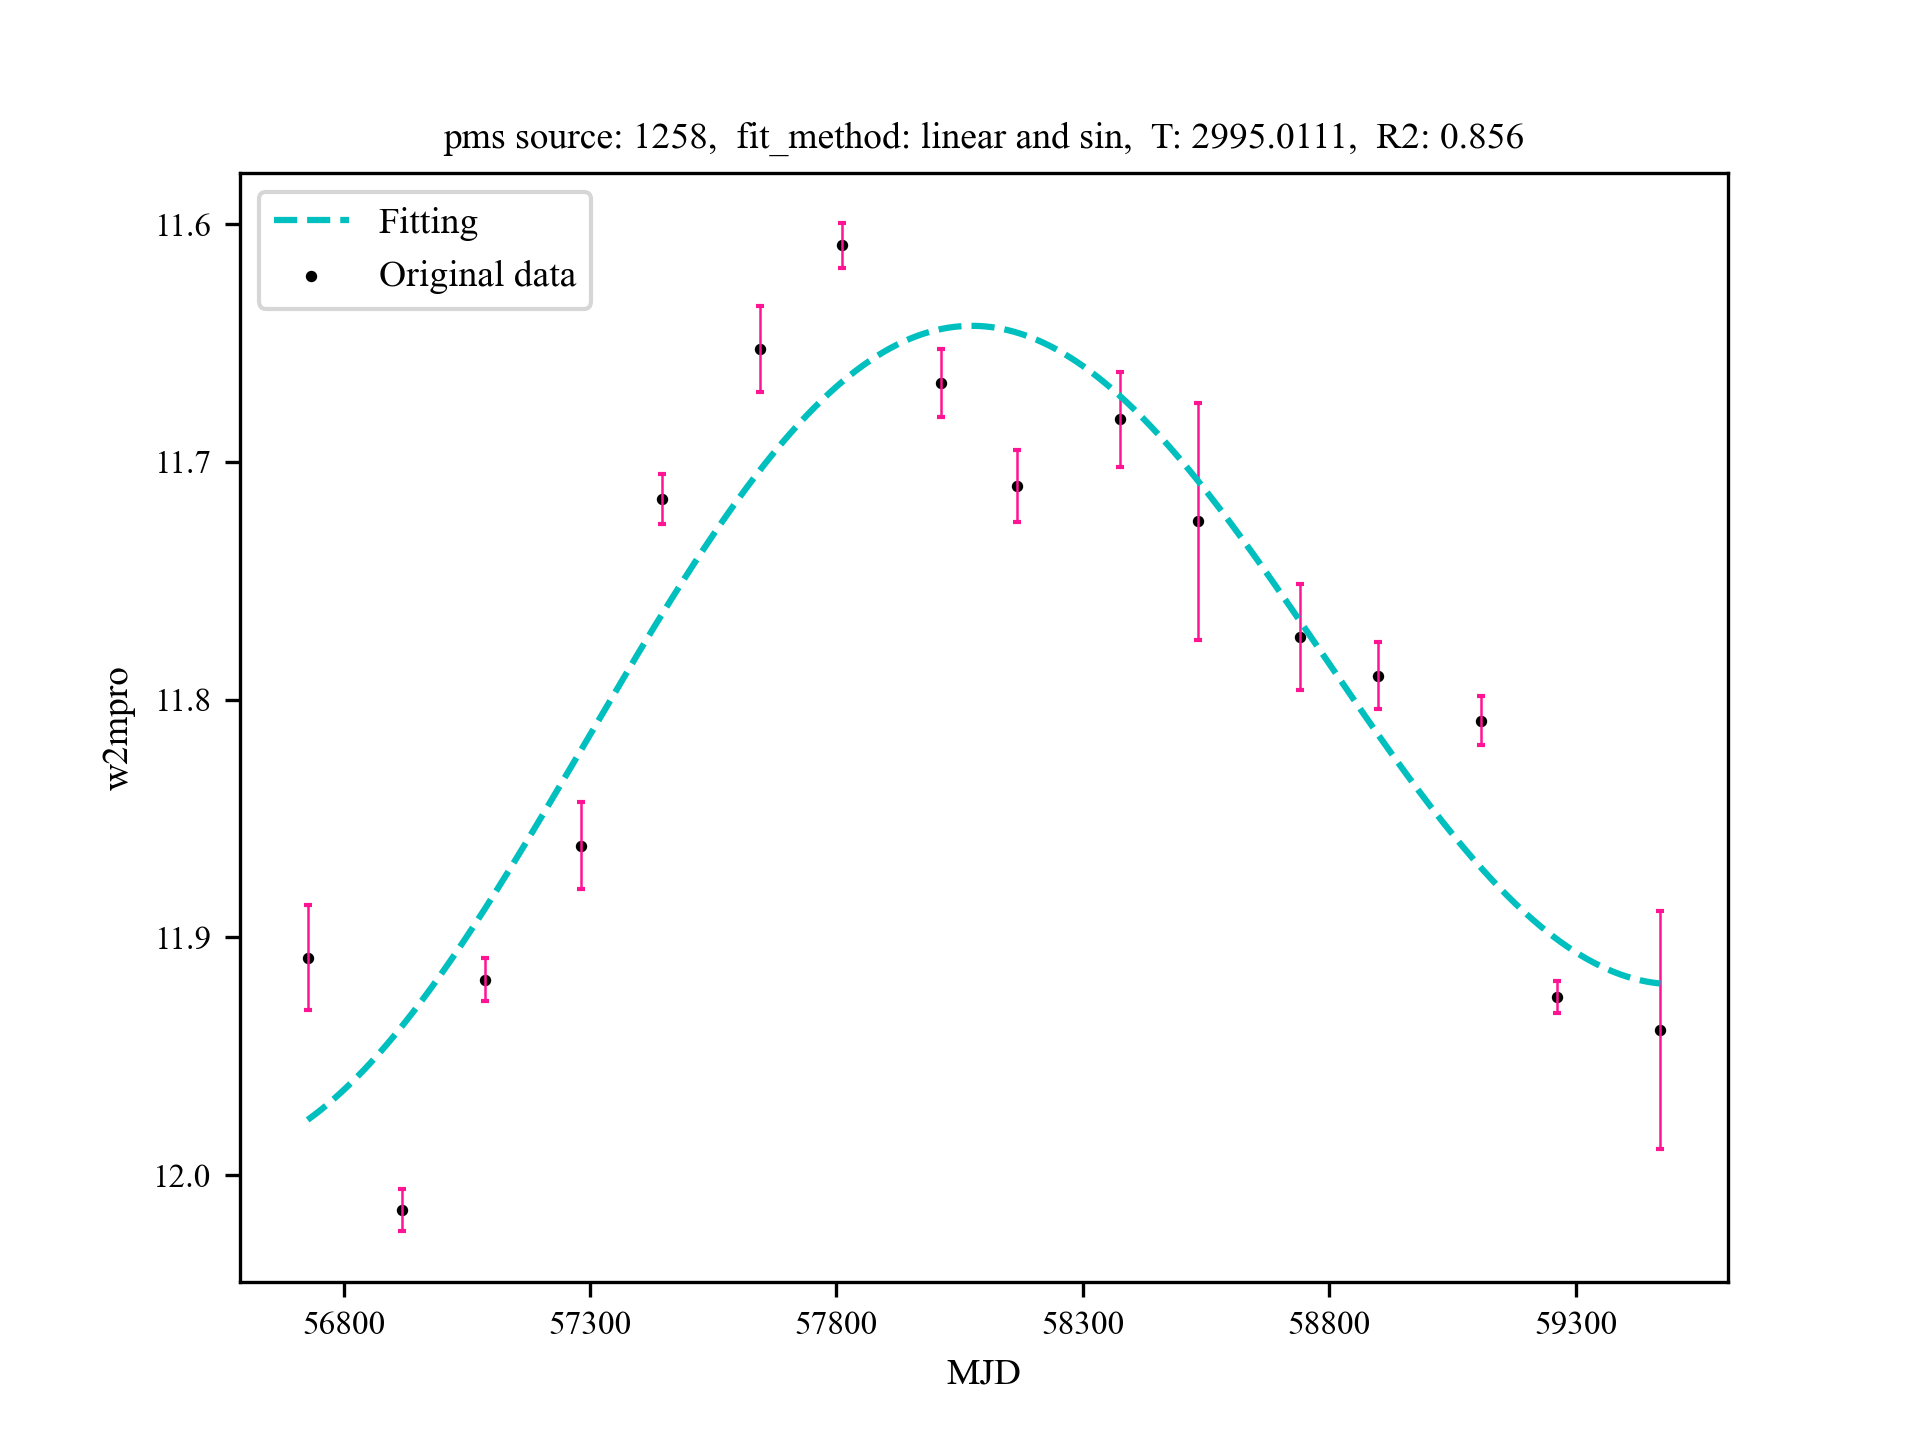 pms source: 1258,  fit_method: linear and sin,  T: 2995.0111,  R2: 0.856
Fitting
Original data
11.6
11.7
11.8
11.9
12.0
w2mpro
56800
57300
57800
58300
58800
59300
MJD